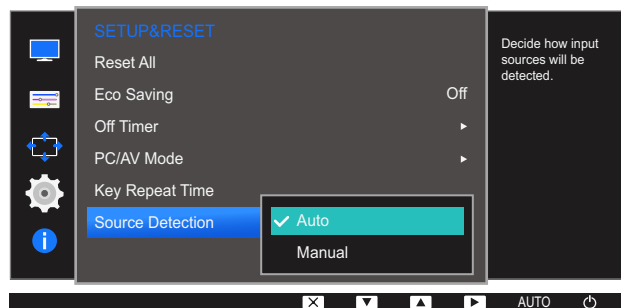 SETUP&RESET
Reset All
Eco Saving Off
Off Timer
PC/AV Mode
Key Repeat Time
Source Detection
Auto
Manual
Decide how input
sources will be
detected.
AUTO